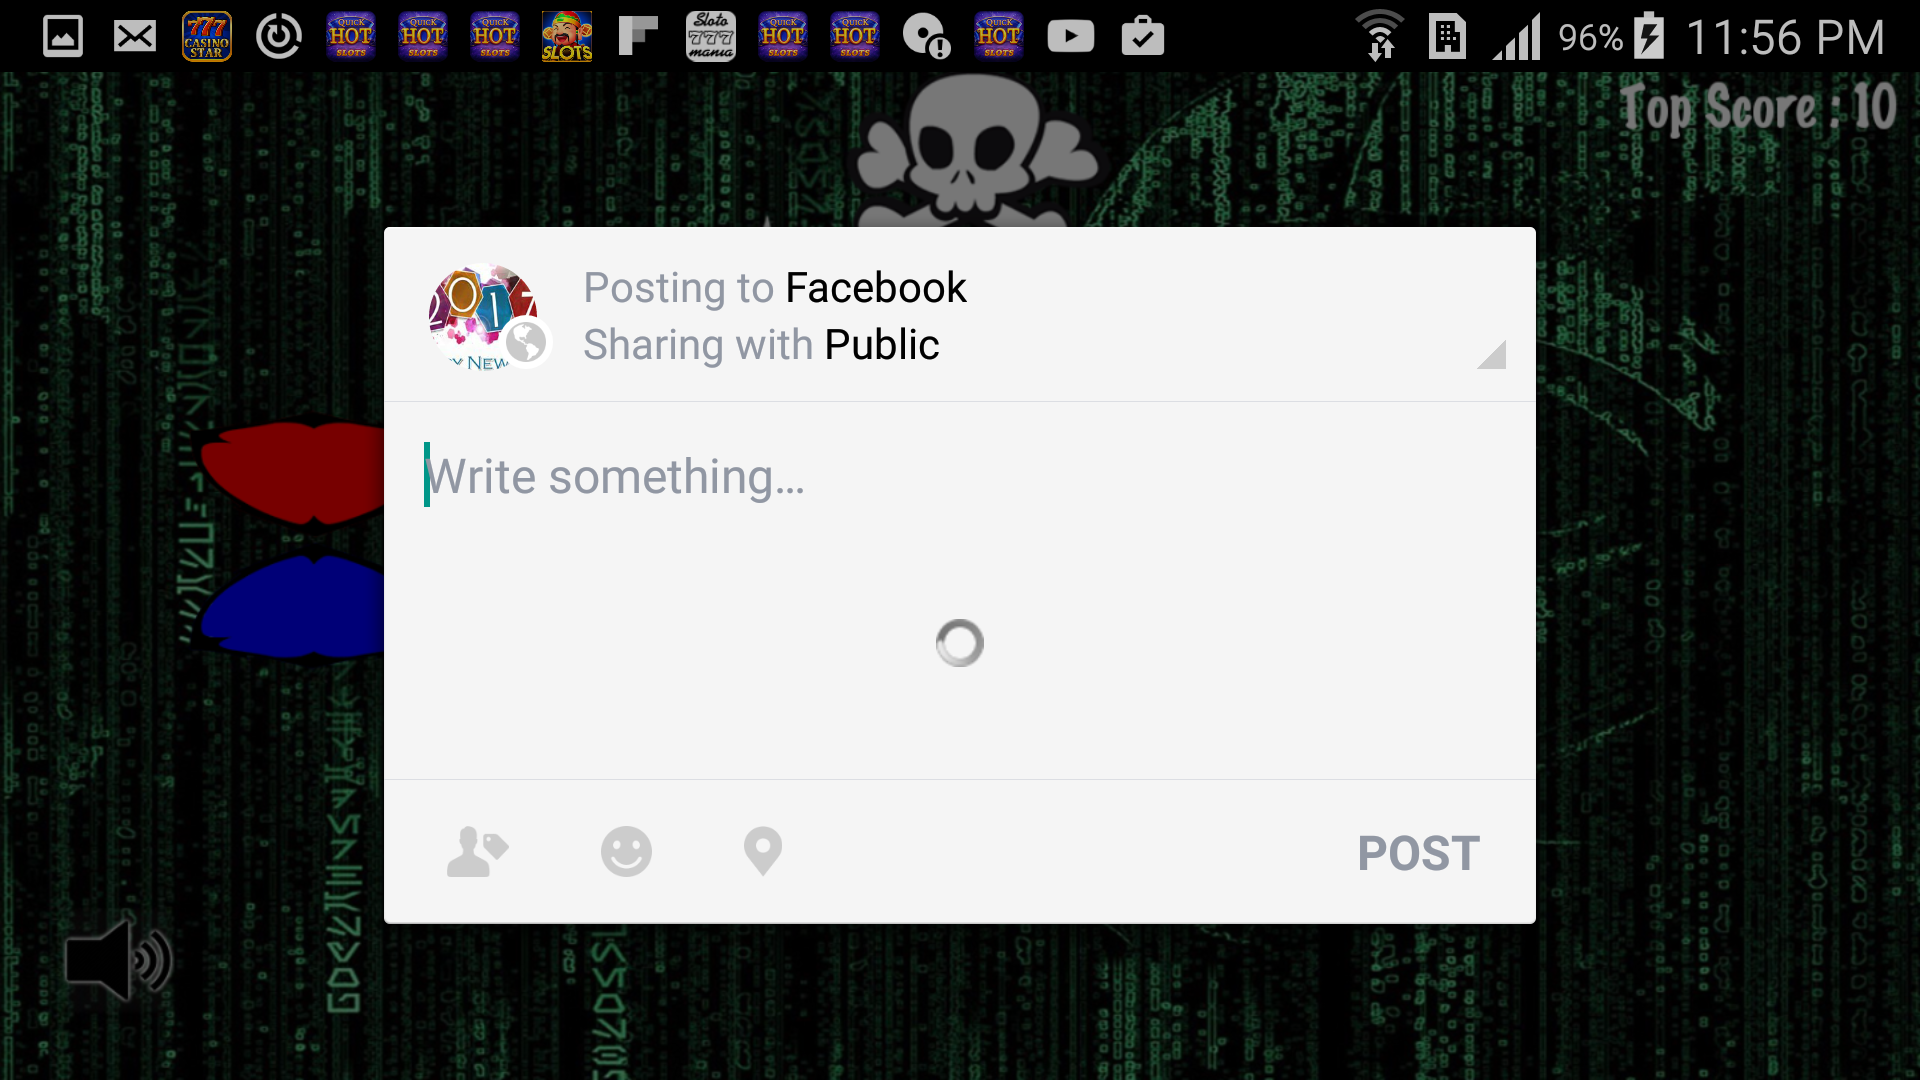 777
CASINO
STAR
QUICK
HOT
SLOTS
QUICK
HOT
SLOTS
QUICK
HOT
SLOTS
SLOTS
Sloto
777
mania
QUICK
HOT
SLOTS
QUICK
HOT
SLOTS
QUICK
HOT
SLOTS
96%
11:56 PM
Top Score : 10
2017
NEW
Posting to Facebook
Sharing with Public
Write something...
POST